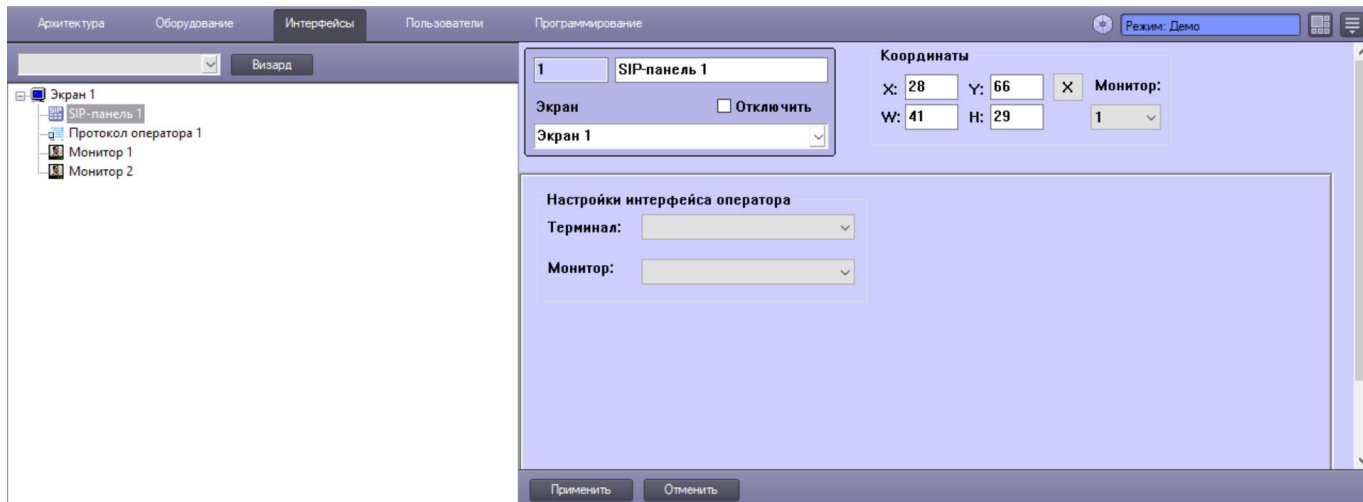 Архитектура Оборудование Интерфейсы Пользователи Программирование Режим: Демо
Визард
Экран 1
SIP-панель 1
Протокол оператора 1
Монитор 1
Монитор 2
1 SIP-панель 1
Экран Отключить
Экран 1
Координаты
X: 28 Y: 66 X Монитор:
W: 41 H: 29 1
Настройки интерфейса оператора
Терминал:
Монитор:
Применить Отменить